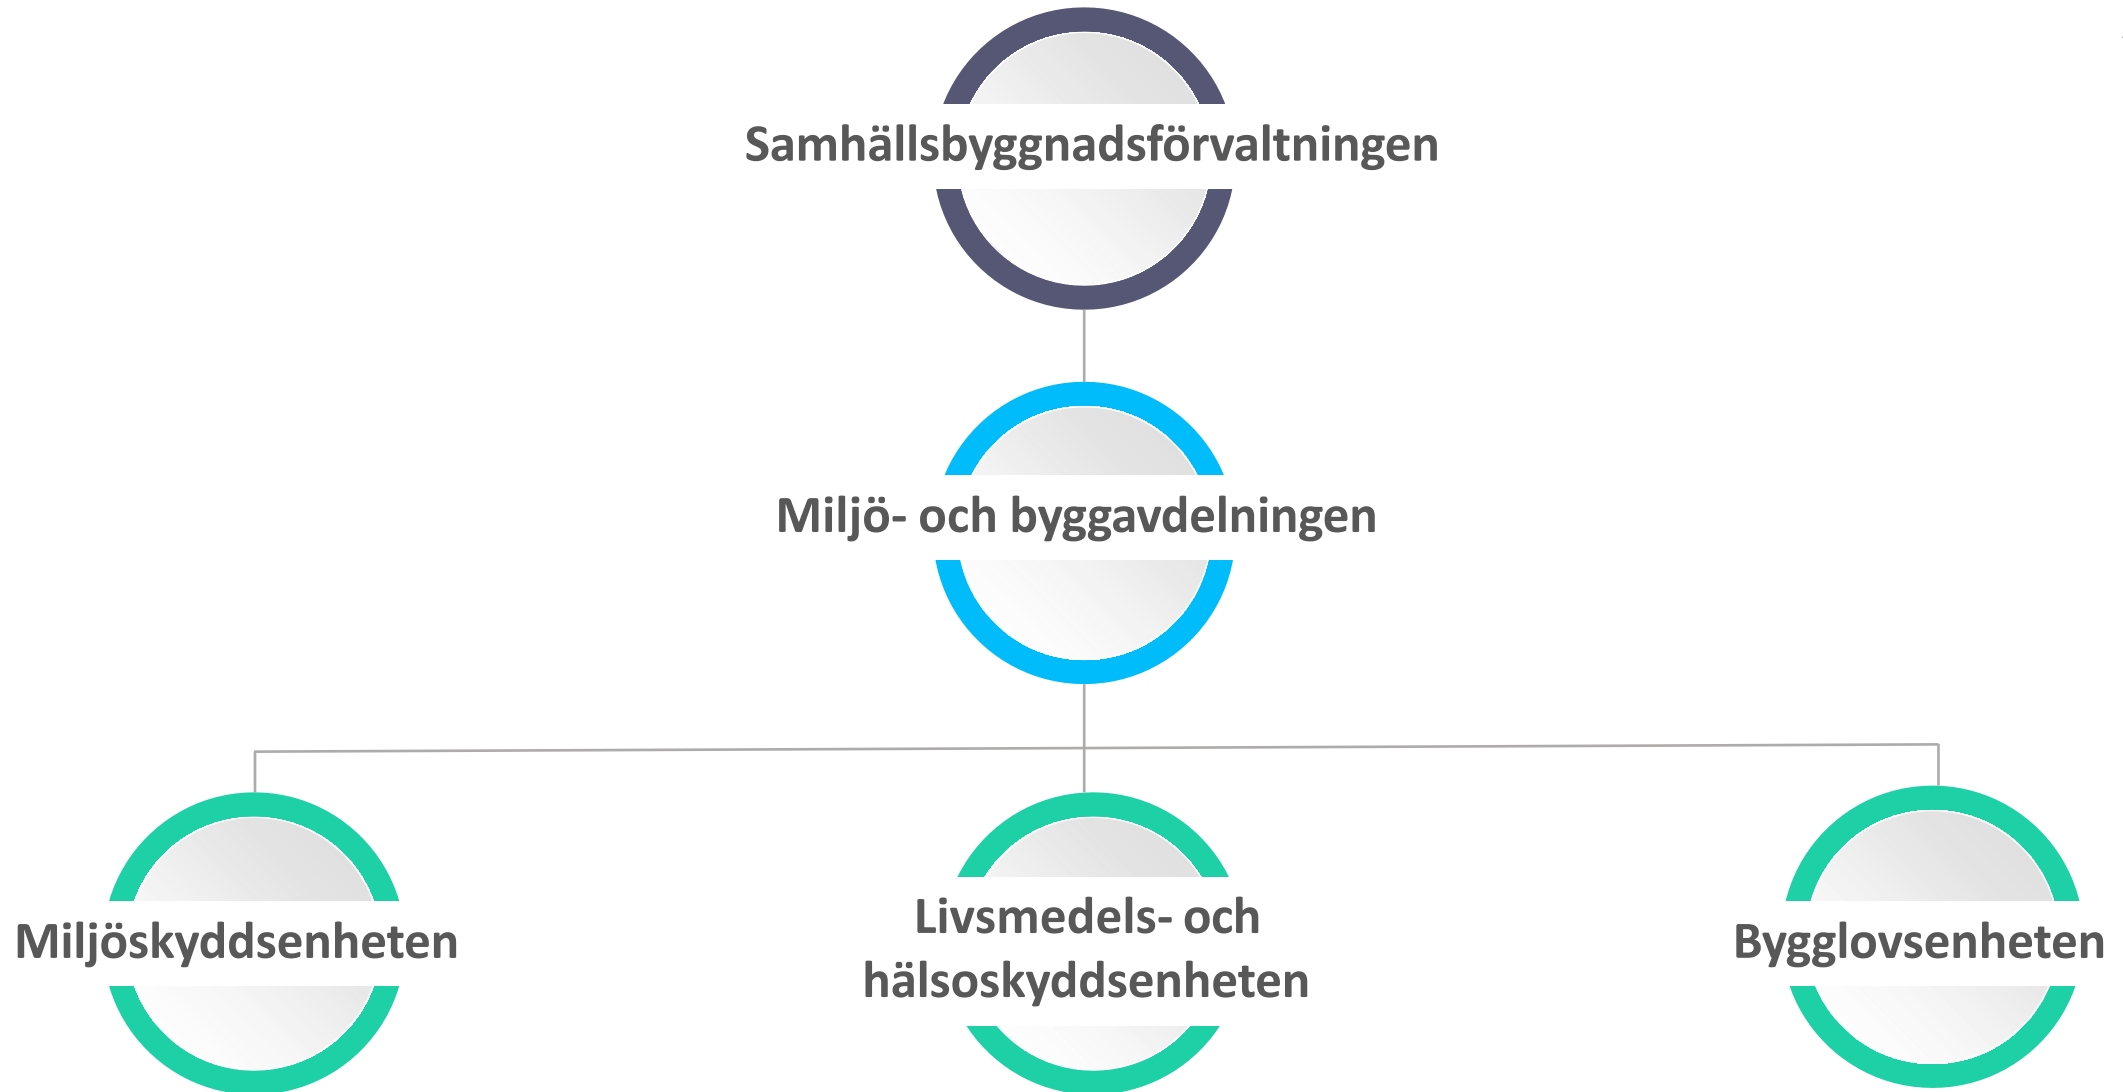 Samhällsbyggnadsförvaltningen
Miljö- och byggavdelningen
Miljöskyddsenheten
Livsmedels- och
hälsoskyddsenheten
Bygglovsenheten